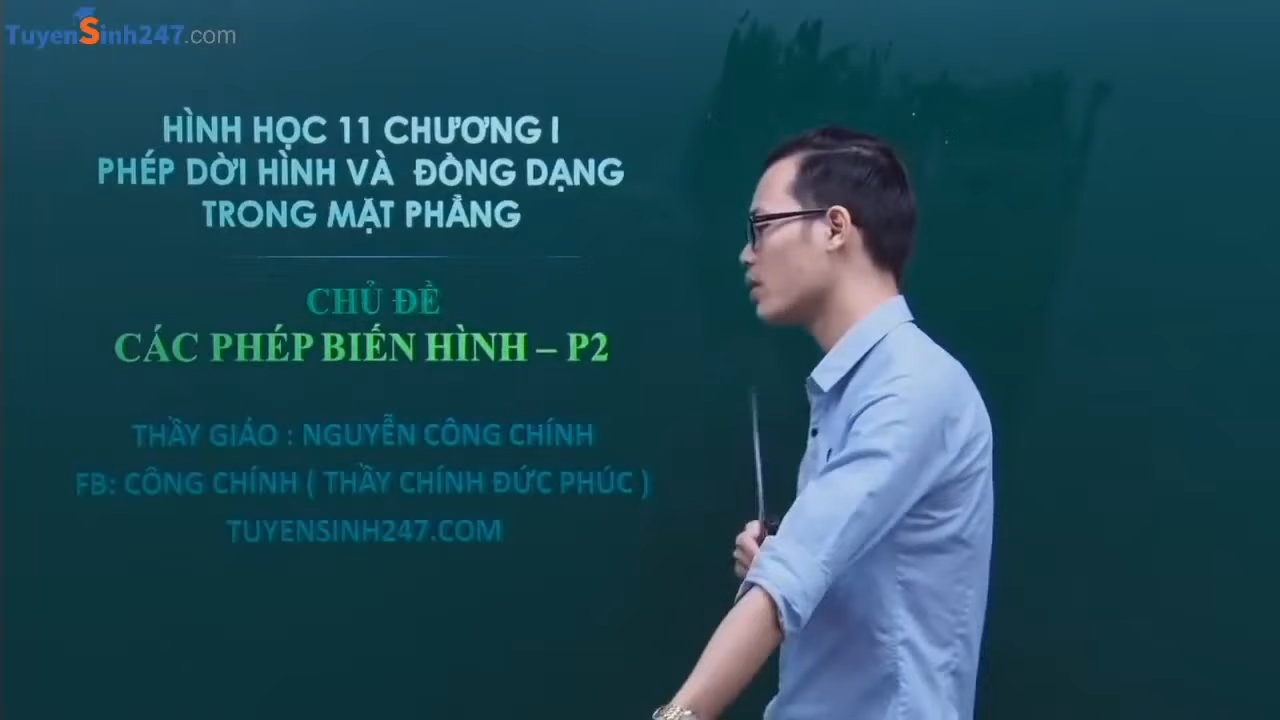 TuyenSinh247.com
HÌNH HỌC 11 CHƯƠNG I
PHÉP DỜI HÌNH VÀ ĐỒNG DẠNG
TRONG MẶT PHẲNG
CHỦ ĐỀ
CÁC PHÉP BIẾN HÌNH – P2
THẦY GIÁO : NGUYỄN CÔNG CHÍNH
FB: CÔNG CHÍNH ( THẦY CHÍNH ĐỨC PHÚC )
TUYENSINH247.COM